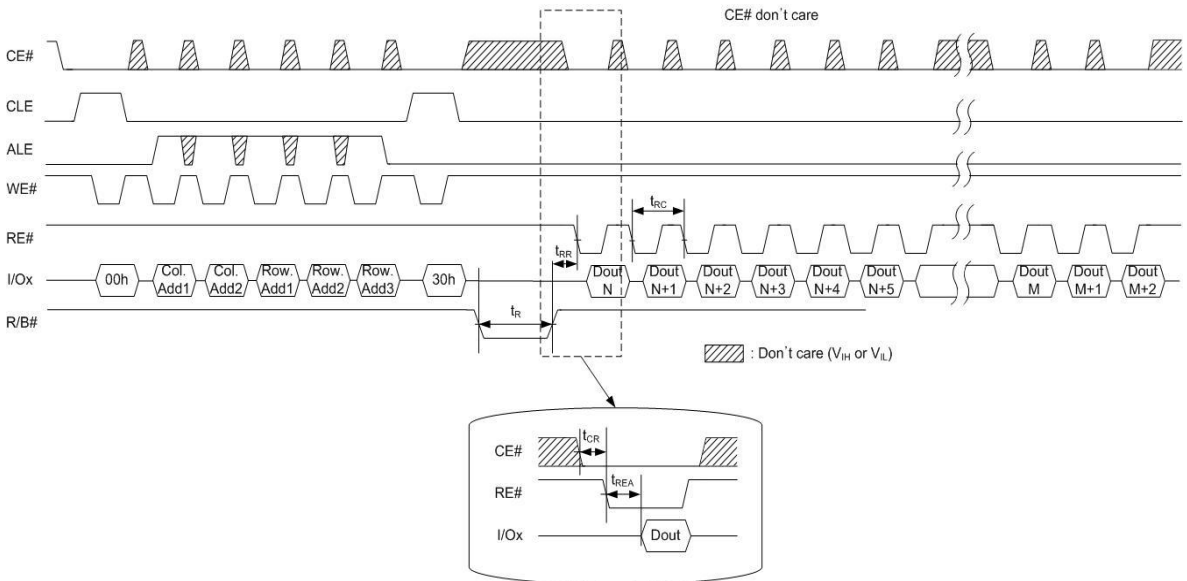 CE# don't care
CE#
CLE
ALE
WE#
tRC
RE#
tRR
I/Ox 00h Col. Add1 Col. Add2 Row. Add1 Row. Add2 Row. Add3 30h Dout N Dout N+1 Dout N+2 Dout N+3 Dout N+4 Dout N+5 Dout M Dout M+1 Dout M+2
tR
R/B#
: Don't care (VIH or VIL)
tCR
CE#
tREA
RE#
I/Ox Dout